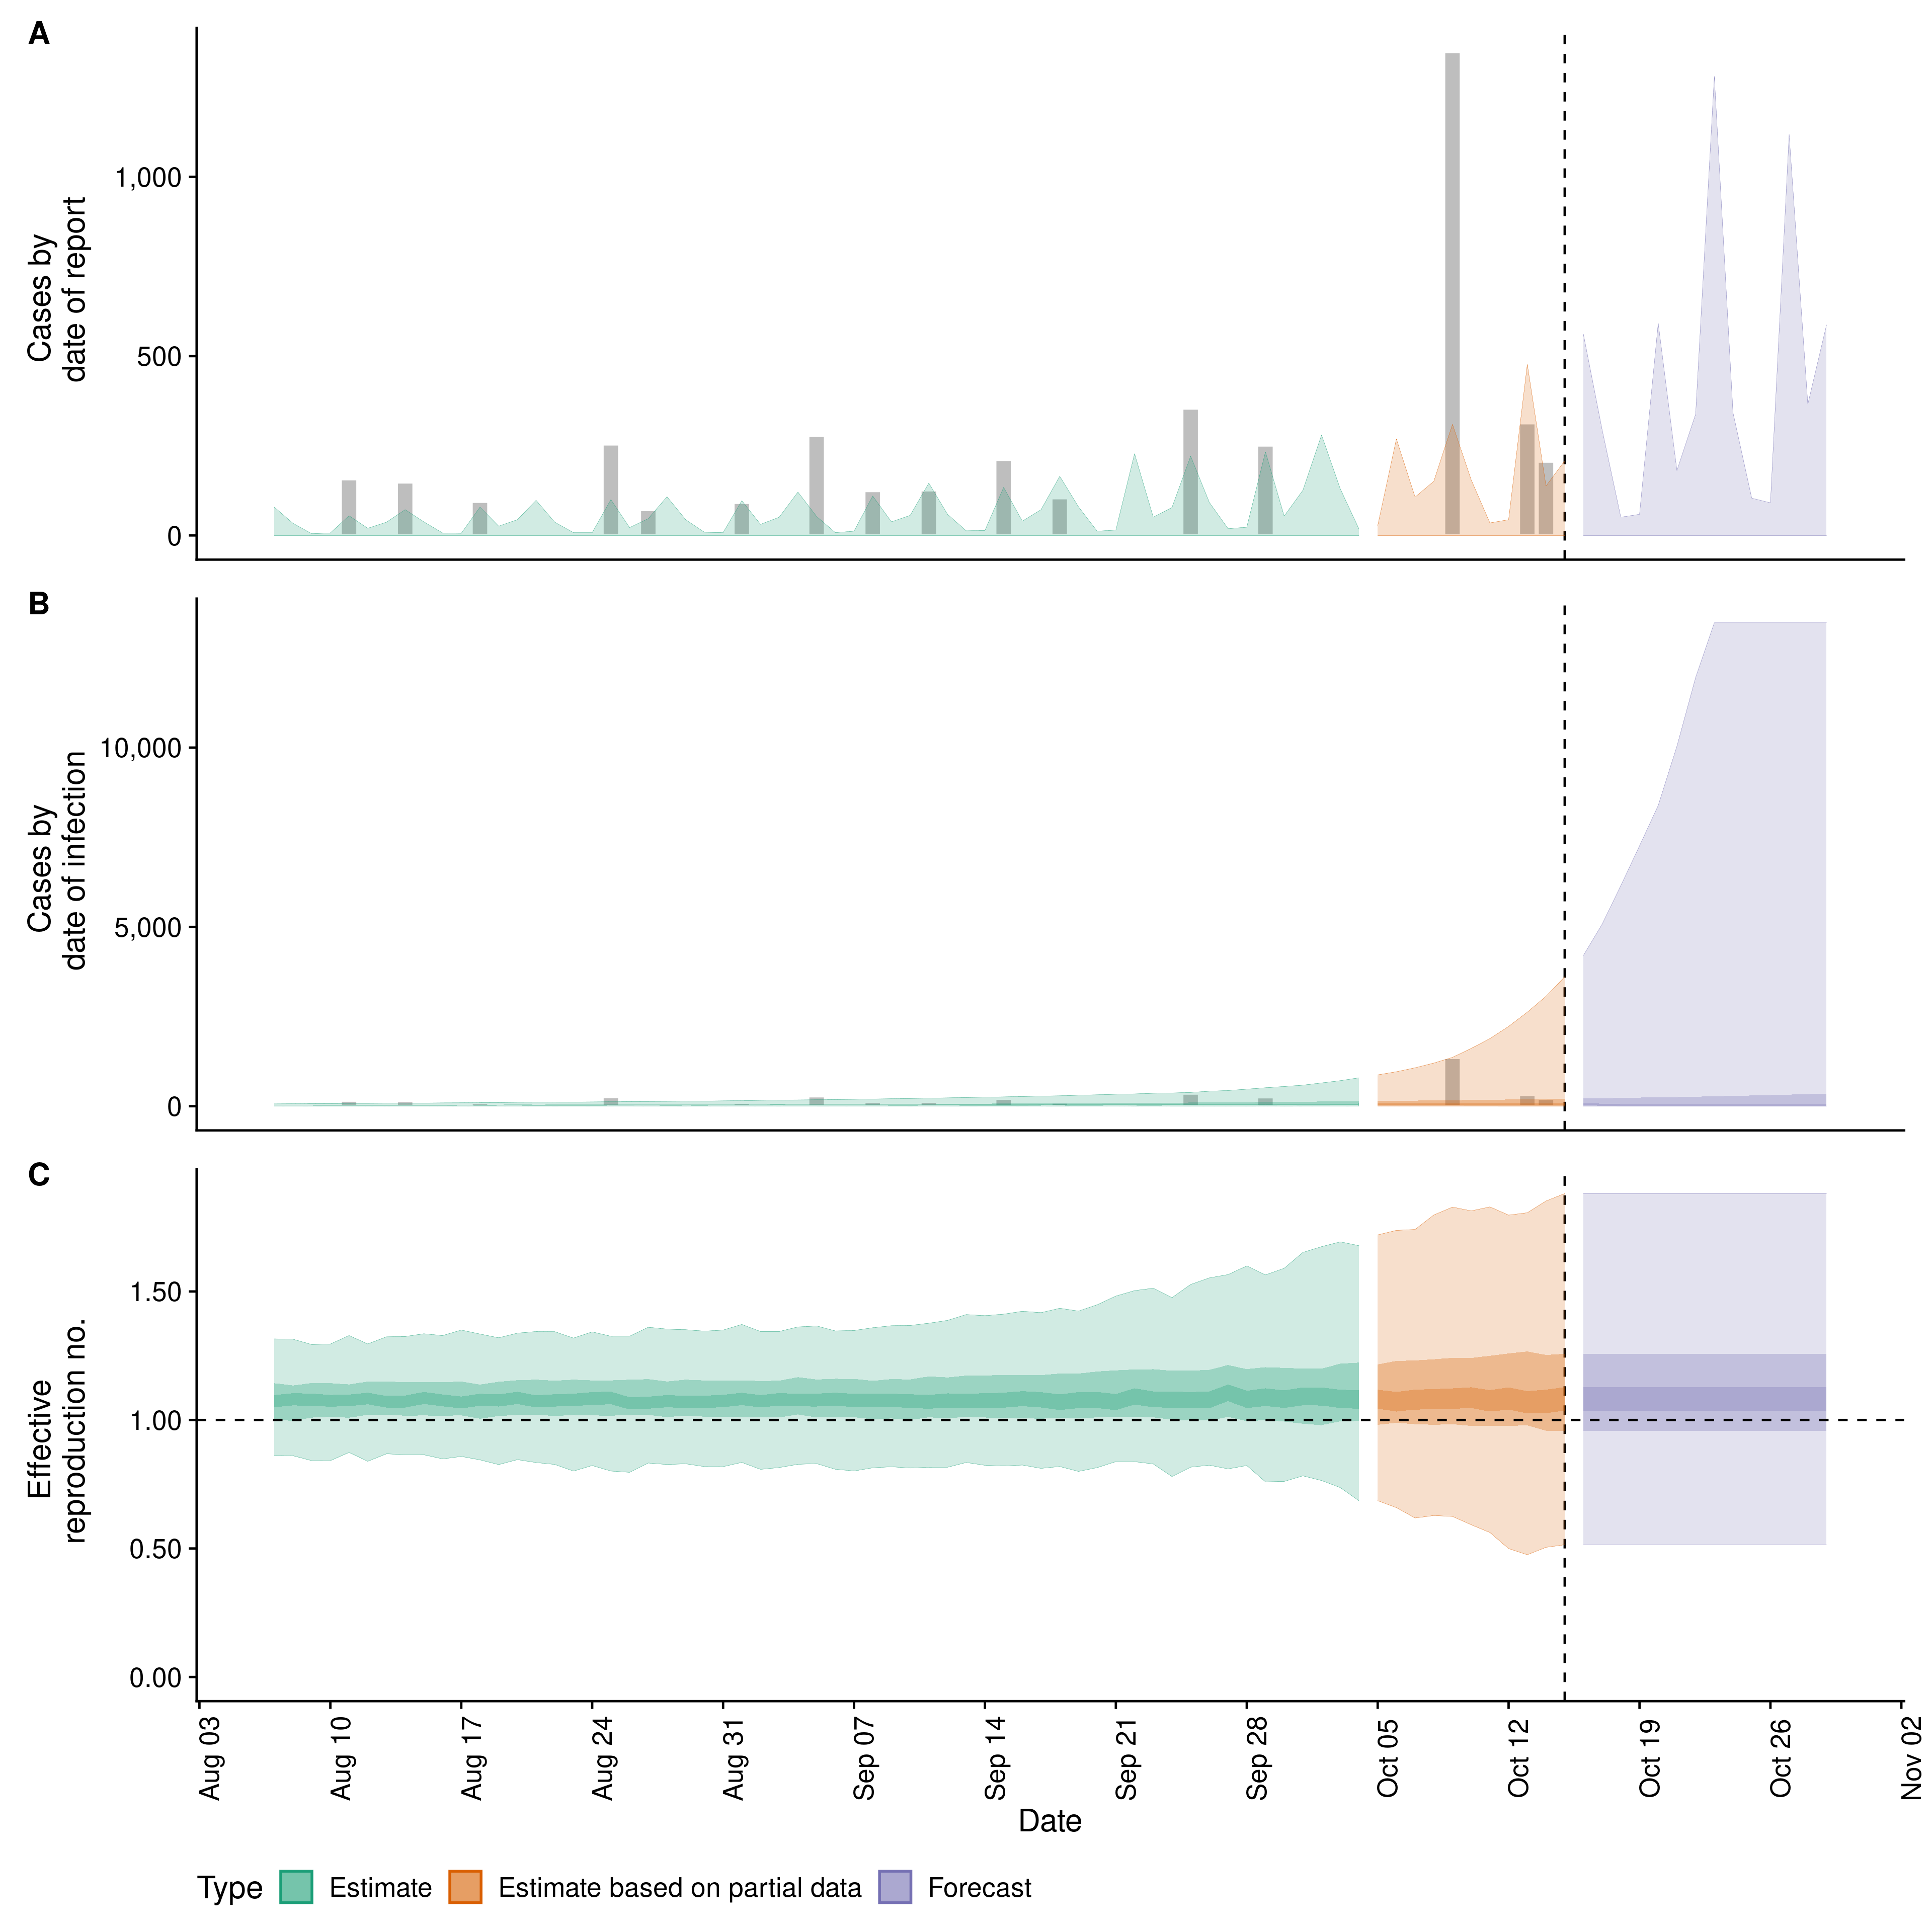 A
Cases by
date of report
1,000
500
0
B
Cases by
date of infection
10,000
5,000
0
C
Effective
reproduction no.
1.50
1.00
0.50
0.00
Aug 03
Aug 10
Aug 17
Aug 24
Aug 31
Sep 07
Sep 14
Sep 21
Sep 28
Oct 05
Oct 12
Oct 19
Oct 26
Nov 02
Date
Type Estimate Estimate based on partial data Forecast